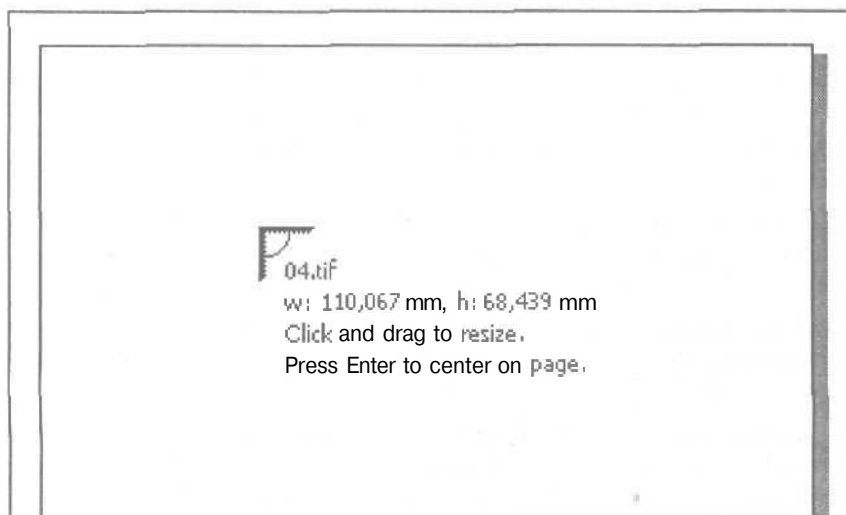 04.tif
w: 110,067 mm, h: 68,439 mm
Click and drag to resize.
Press Enter to center on page.